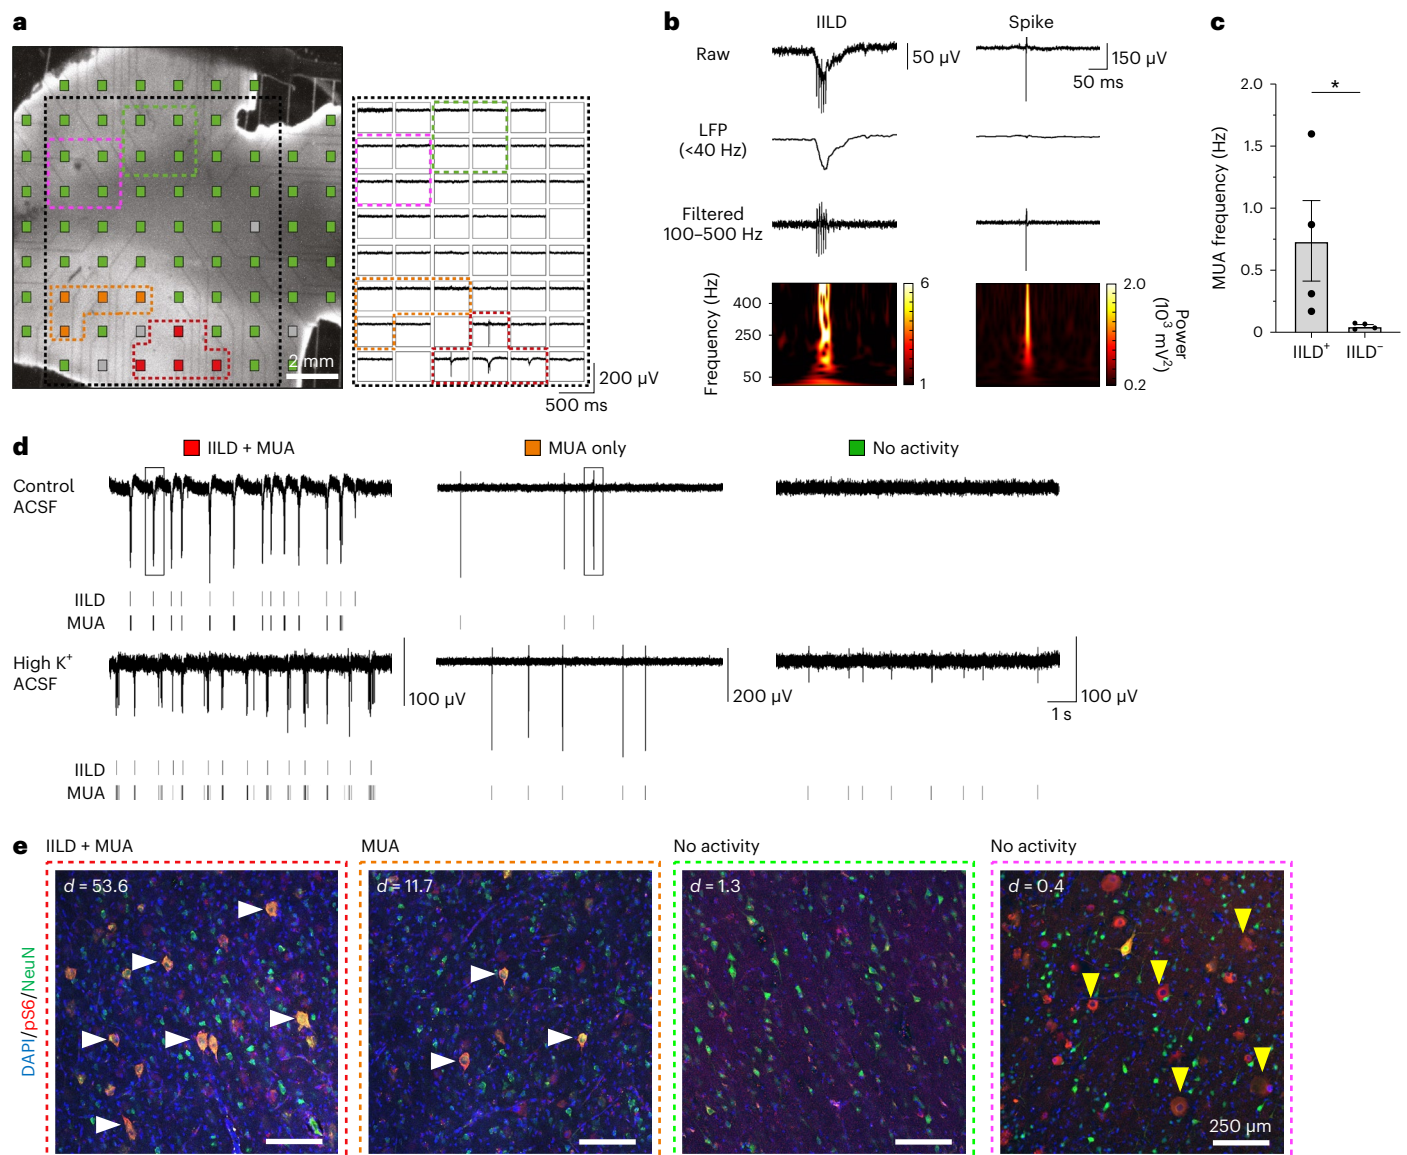 a
2 mm
200 µV
500 ms
b
IILD
Spike
Raw
50 µV
150 µV
50 ms
LFP
(<40 Hz)
Filtered
100–500 Hz
Frequency (Hz)
400
250
50
6
1
2.0
0.2
Power
(10³ mV²)
c
MUA frequency (Hz)
2.0
1.5
1.0
0.5
0
*
IILD⁺
IILD⁻
d
IILD + MUA
MUA only
No activity
Control
ACSF
IILD
MUA
High K⁺
ACSF
100 µV
200 µV
100 µV
1 s
IILD
MUA
e
IILD + MUA
MUA
No activity
No activity
DAPI/pS6/NeuN
d = 53.6
d = 11.7
d = 1.3
d = 0.4
250 µm